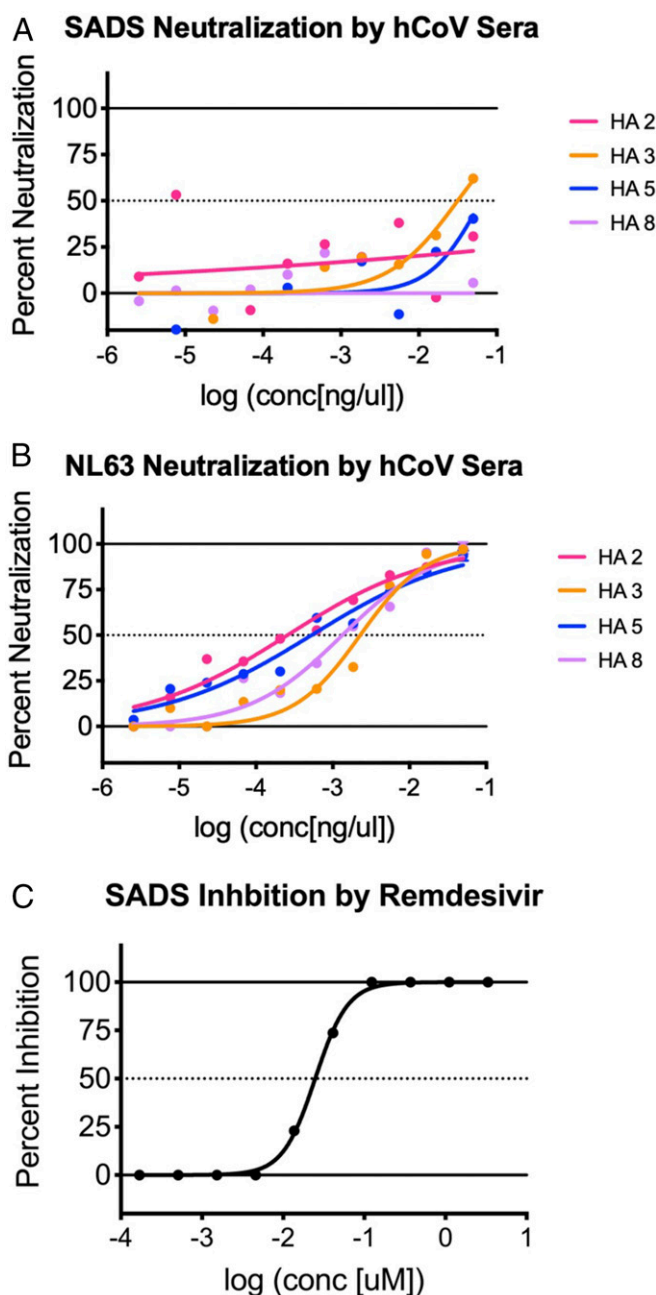 A SADS Neutralization by hCoV Sera
Percent Neutralization
100
75
50
25
0
-6 -5 -4 -3 -2 -1
log (conc[ng/ul])
HA 2
HA 3
HA 5
HA 8
B NL63 Neutralization by hCoV Sera
Percent Neutralization
100
75
50
25
0
-6 -5 -4 -3 -2 -1
log (conc[ng/ul])
HA 2
HA 3
HA 5
HA 8
C SADS Inhbition by Remdesivir
Percent Inhibition
100
75
50
25
0
-4 -3 -2 -1 0 1
log (conc [uM])